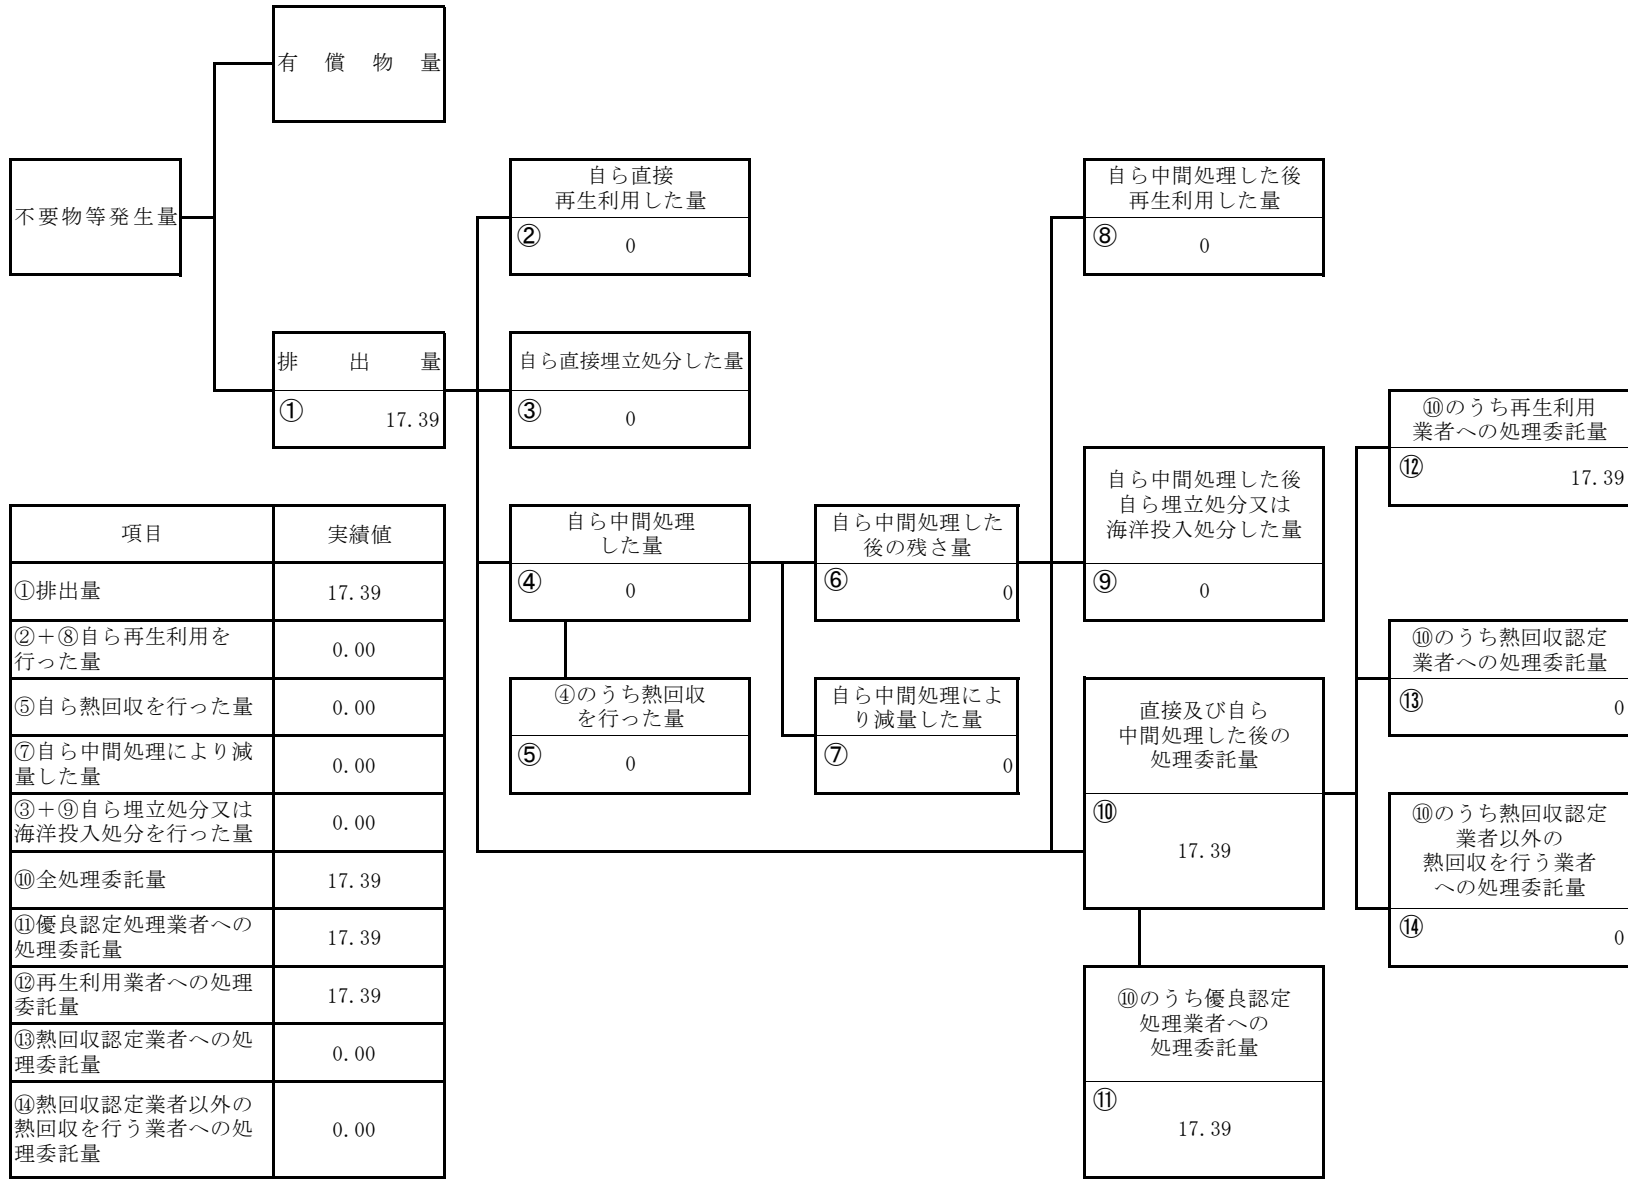 有償物量
不要物等発生量
排出量
① 17.39
自ら直接
再生利用した量
② 0
自ら直接埋立処分した量
③ 0
自ら中間処理
した量
④ 0
④のうち熱回収
を行った量
⑤ 0
自ら中間処理した
後の残さ量
⑥ 0
自ら中間処理によ
り減量した量
⑦ 0
自ら中間処理した後
再生利用した量
⑧ 0
自ら中間処理した後
自ら埋立処分又は
海洋投入処分した量
⑨ 0
直接及び自ら
中間処理した後の
処理委託量
⑩
17.39
⑩のうち優良認定
処理業者への
処理委託量
⑪
17.39
⑩のうち再生利用
業者への処理委託量
⑫ 17.39
⑩のうち熱回収認定
業者への処理委託量
⑬ 0
⑩のうち熱回収認定
業者以外の
熱回収を行う業者
への処理委託量
⑭ 0
項目 実績値
①排出量 17.39
②＋⑧自ら再生利用を
行った量 0.00
⑤自ら熱回収を行った量 0.00
⑦自ら中間処理により減
量した量 0.00
③＋⑨自ら埋立処分又は
海洋投入処分を行った量 0.00
⑩全処理委託量 17.39
⑪優良認定処理業者への
処理委託量 17.39
⑫再生利用業者への処理
委託量 17.39
⑬熱回収認定業者への処
理委託量 0.00
⑭熱回収認定業者以外の
熱回収を行う業者への処
理委託量 0.00